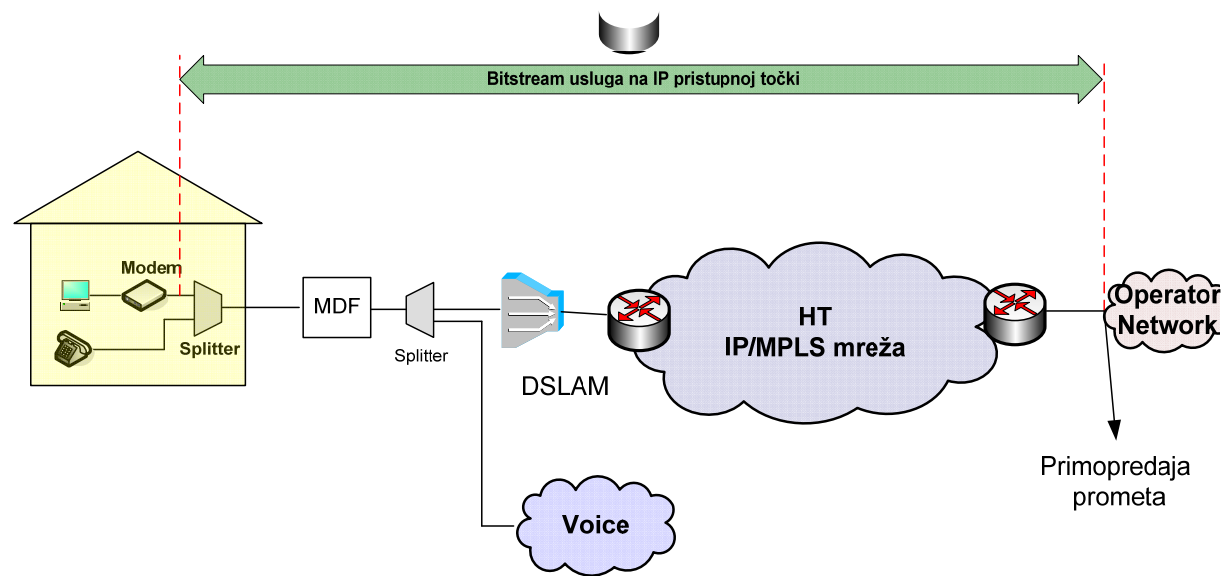 Bitstream usluga na IP pristupnoj točki
Modem
Splitter
MDF
Splitter
DSLAM
HT
IP/MPLS mreža
Operator
Network
Primopredaja
prometa
Voice